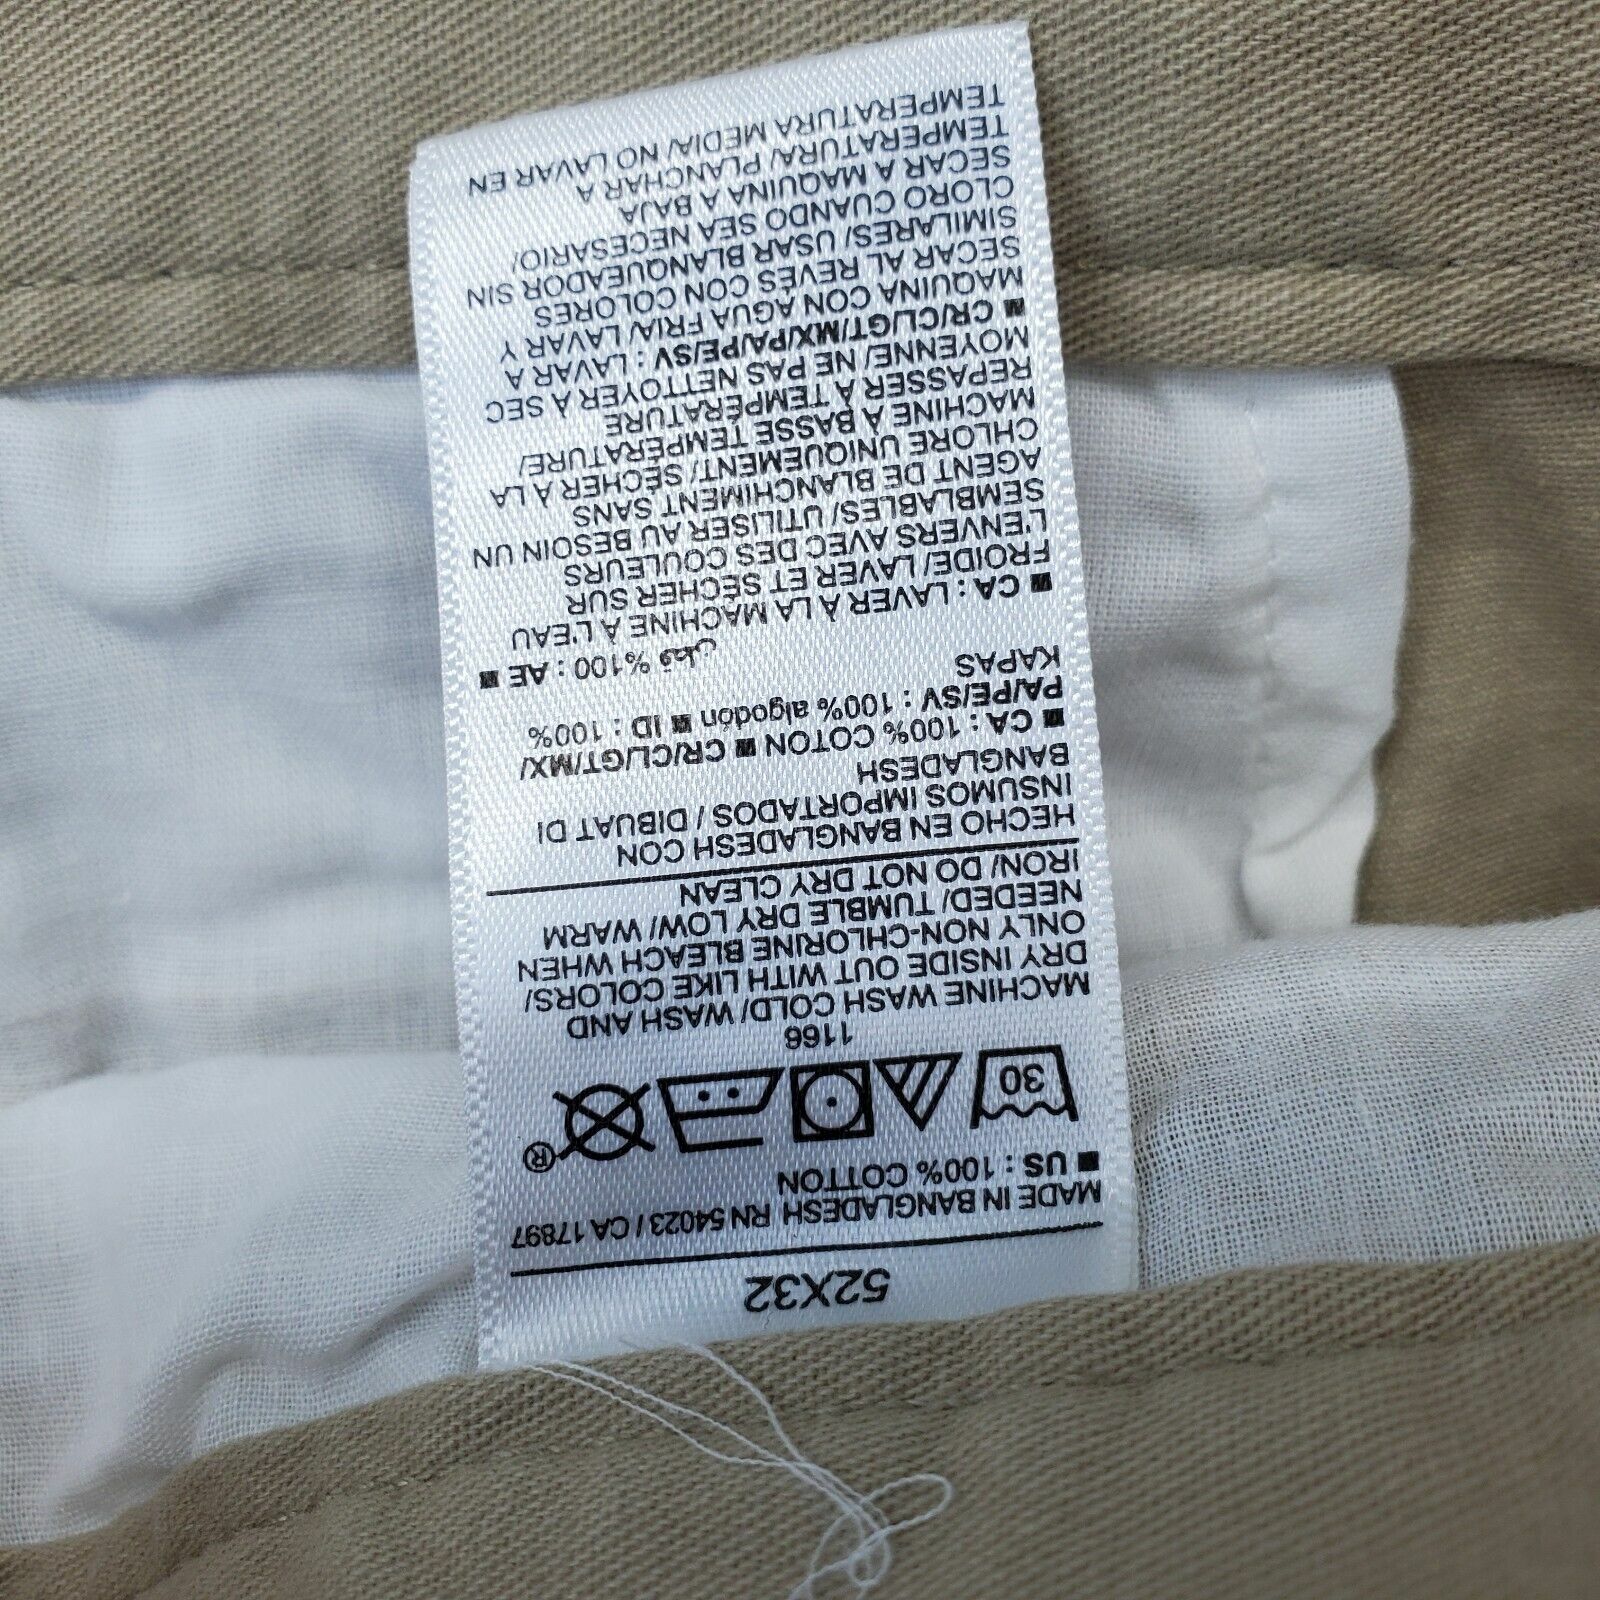 52X32
MADE IN BANGLADESH RN 54023 / CA 17897
■ US : 100% COTTON
30
®
1166
MACHINE WASH COLD/ WASH AND
DRY INSIDE OUT WITH LIKE COLORS/
ONLY NON-CHLORINE BLEACH WHEN
NEEDED/ TUMBLE DRY LOW/ WARM
IRON/ DO NOT DRY CLEAN
HECHO EN BANGLADESH CON
INSUMOS IMPORTADOS / DIBUAT DI
BANGLADESH
■ CA : 100% COTON ■ CR/CL/GT/MX/
PA/PE/SV : 100% algodón ■ ID : 100%
KAPAS
■ AE : 100% قطن
■ CA : LAVER À LA MACHINE À L'EAU
FROIDE/ LAVER ET SÉCHER SUR
L'ENVERS AVEC DES COULEURS
SEMBLABLES/ UTILISER AU BESOIN UN
AGENT DE BLANCHIMENT SANS
CHLORE UNIQUEMENT/ SÉCHER À LA
MACHINE À BASSE TEMPÉRATURE/
REPASSER À TEMPÉRATURE
MOYENNE/ NE PAS NETTOYER À SEC
■ CR/CL/GT/MX/PA/PE/SV : LAVAR A
MAQUINA CON AGUA FRIA/ LAVAR Y
SECAR AL REVÉS CON COLORES
SIMILARES/ USAR BLANQUEADOR SIN
CLORO CUANDO SEA NECESARIO/
SECAR A MAQUINA A BAJA
TEMPERATURA/ PLANCHAR A
TEMPERATURA MEDIA/ NO LAVAR EN